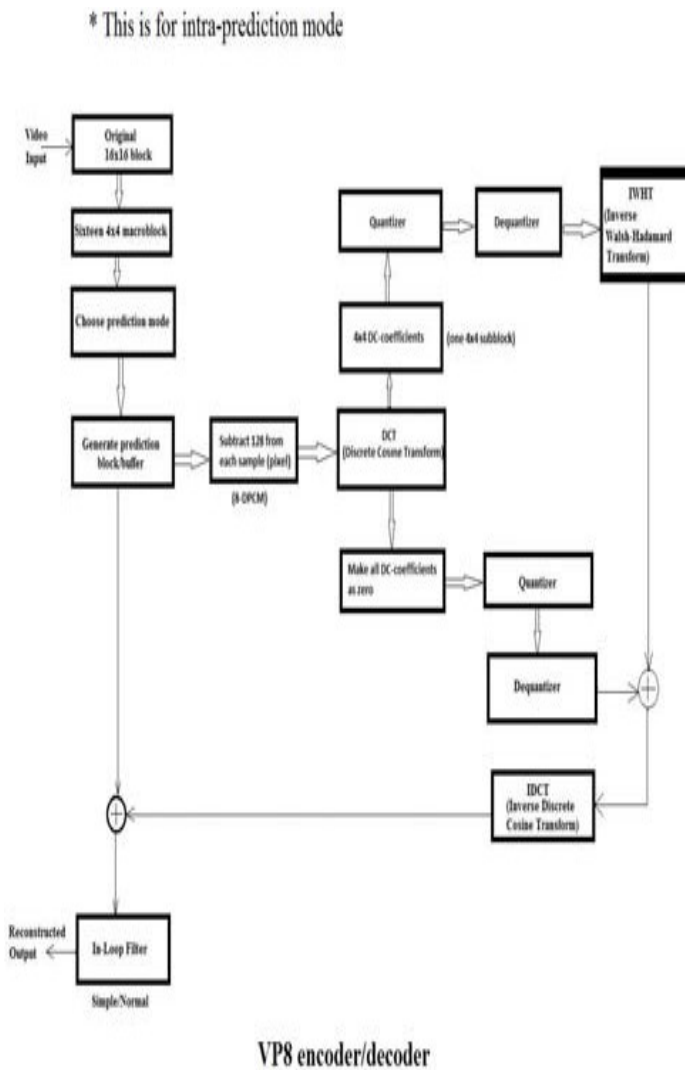 * This is for intra-prediction mode
Video
Input
Original
16x16 block
Sixteen 4x4 macroblock
Choose prediction mode
Generate prediction
block/buffer
Subtract 128 from
each sample (pixel)
(8-DPCM)
DCT
(Discrete Cosine Transform)
4x4 DC-coefficients
(one 4x4 subblock)
Quantizer
Dequantizer
IWHT
(Inverse
Walsh-Hadamard
Transform)
Make all DC-coefficients
as zero
Quantizer
Dequantizer
IDCT
(Inverse Discrete
Cosine Transform)
Reconstructed
Output
In-Loop Filter
Simple/Normal
VP8 encoder/decoder